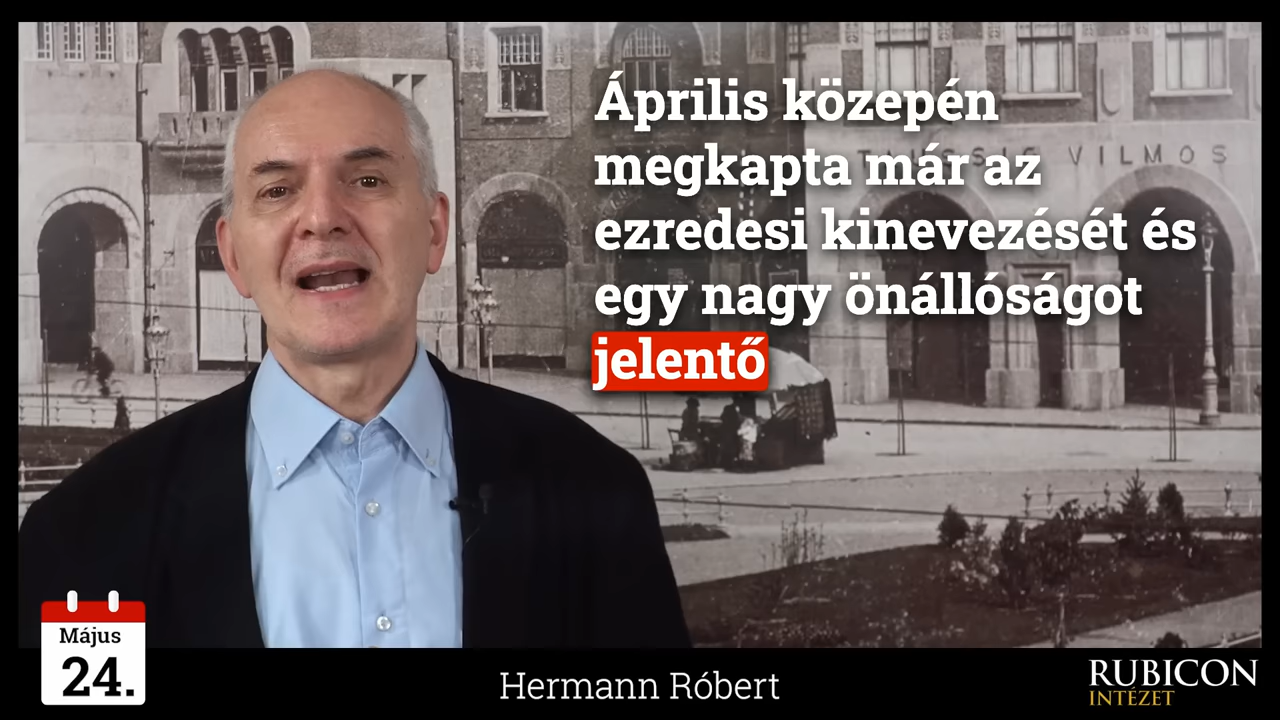 Április közepén
megkapta már az
ezredesi kinevezését és
egy nagy önállóságot
jelentő
VILMOS
Május
24.
Hermann Róbert
RUBICON
INTÉZET